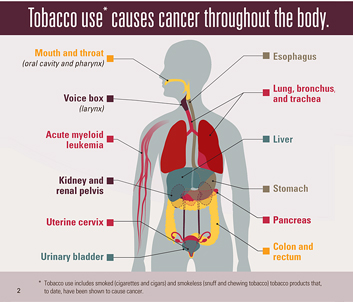 Tobacco use* causes cancer throughout the body.
Mouth and throat
(oral cavity and pharynx)
Esophagus
Voice box
(larynx)
Lung, bronchus,
and trachea
Acute myeloid
leukemia
Liver
Kidney and
renal pelvis
Stomach
Uterine cervix
Pancreas
Urinary bladder
Colon and
rectum
* Tobacco use includes smoked (cigarettes and cigars) and smokeless (snuff and chewing tobacco) tobacco products that,
to date, have been shown to cause cancer.
2